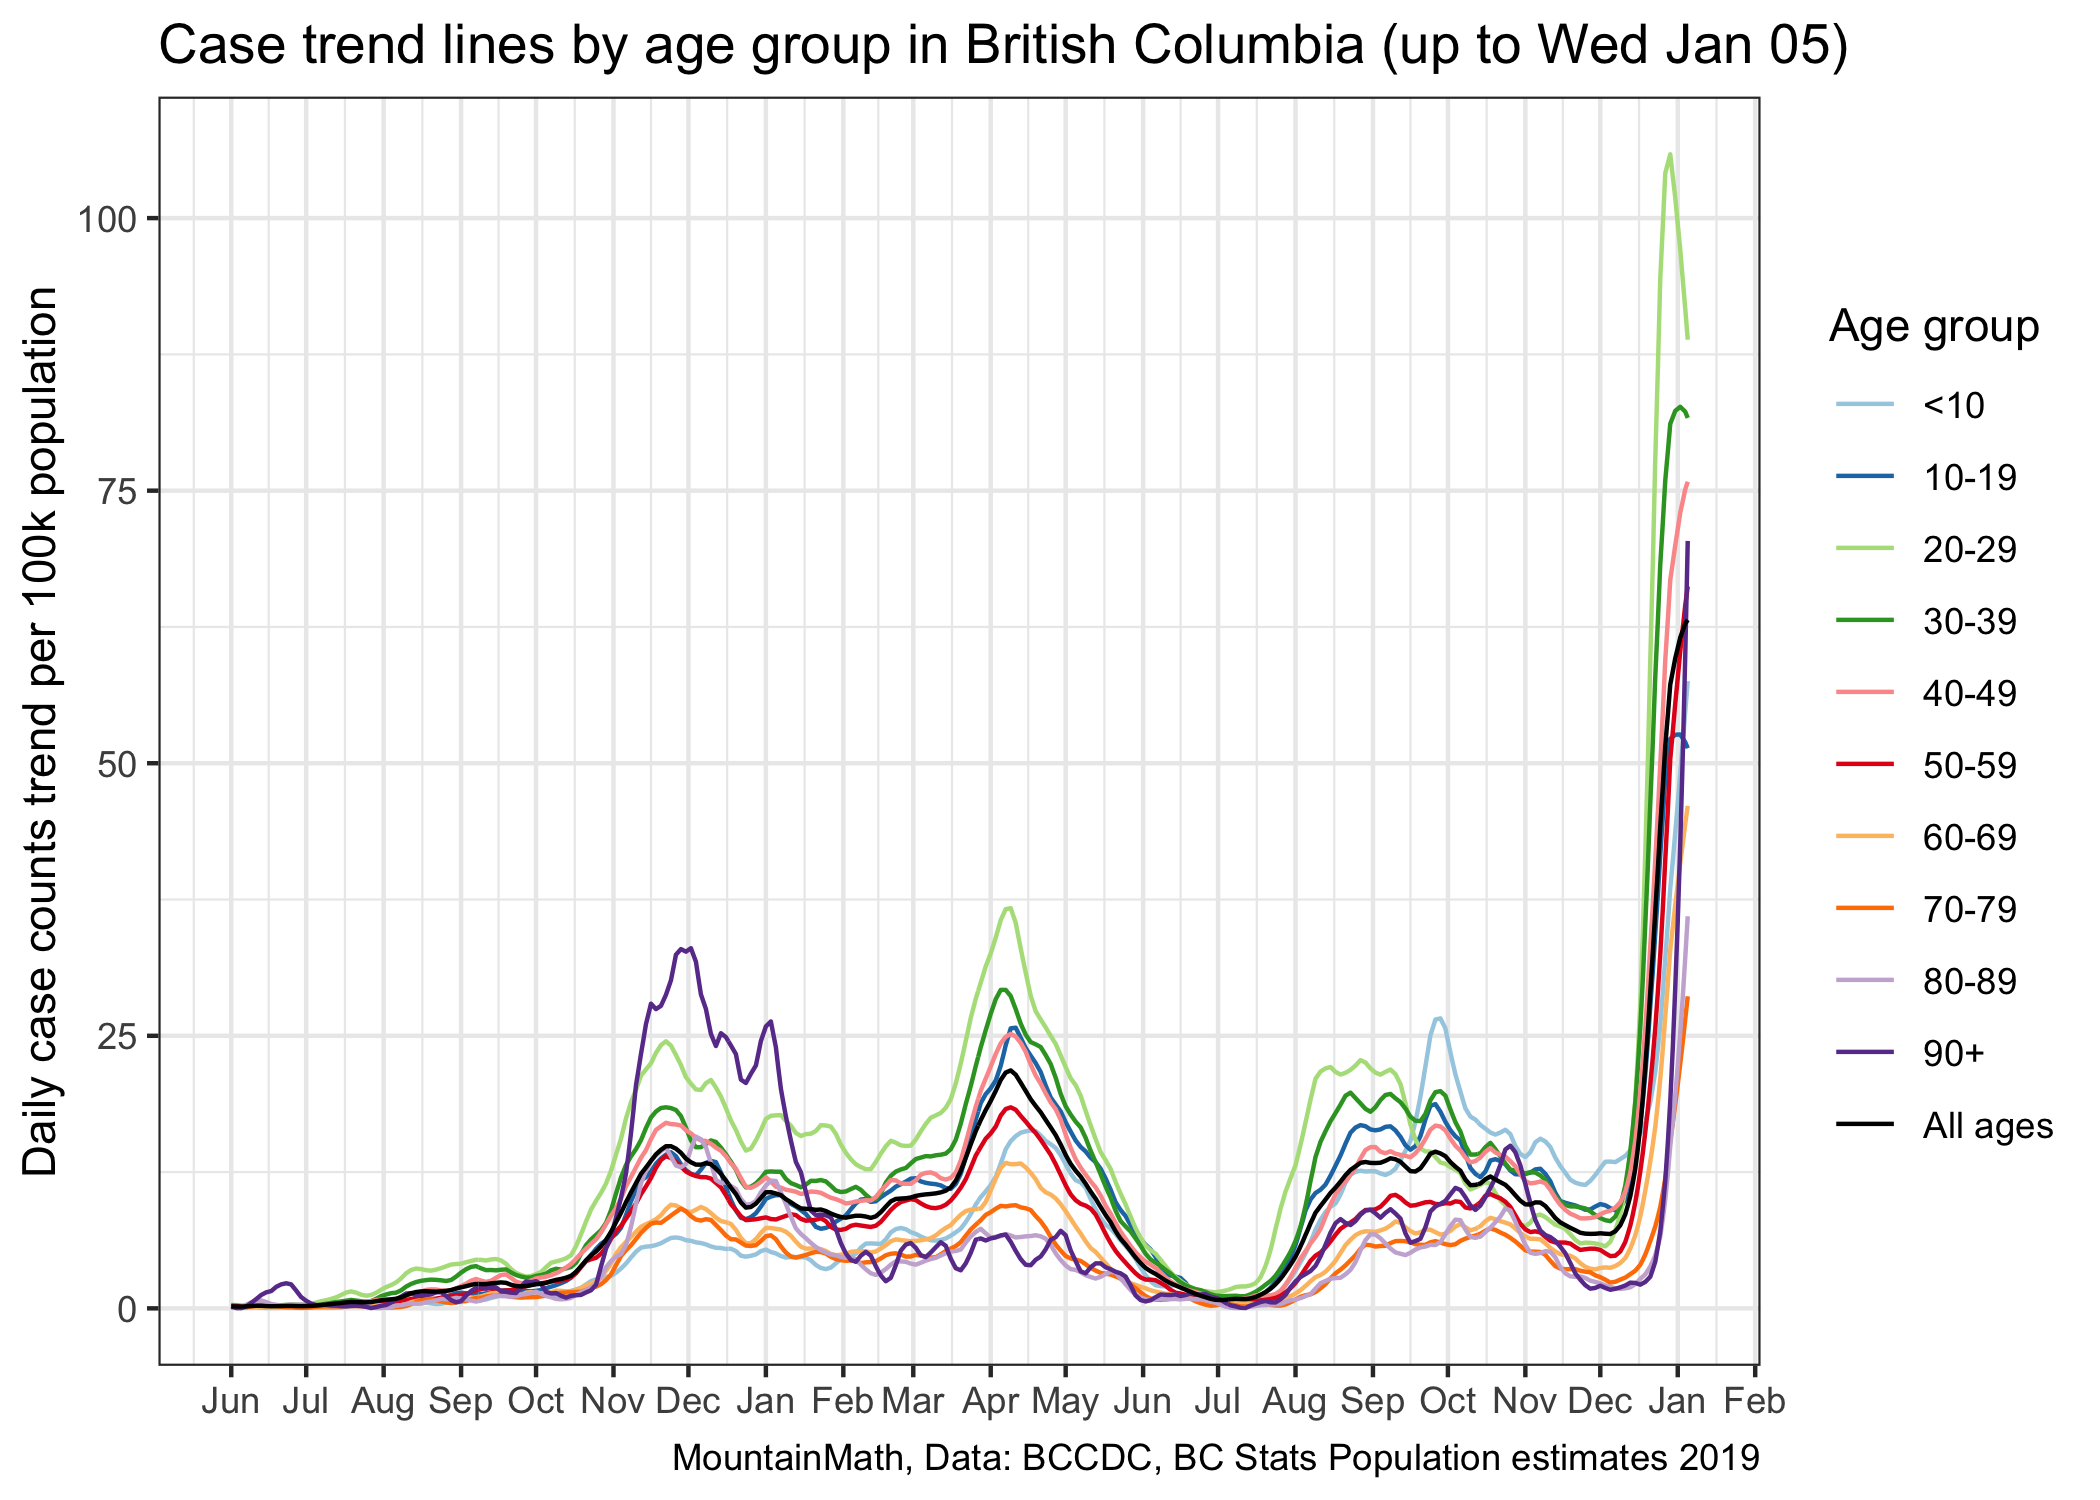 Case trend lines by age group in British Columbia (up to Wed Jan 05)
Daily case counts trend per 100k population
100
75
50
25
0
Jun Jul Aug Sep Oct Nov Dec Jan Feb Mar Apr May Jun Jul Aug Sep Oct Nov Dec Jan Feb
Age group
<10
10-19
20-29
30-39
40-49
50-59
60-69
70-79
80-89
90+
All ages
MountainMath, Data: BCCDC, BC Stats Population estimates 2019